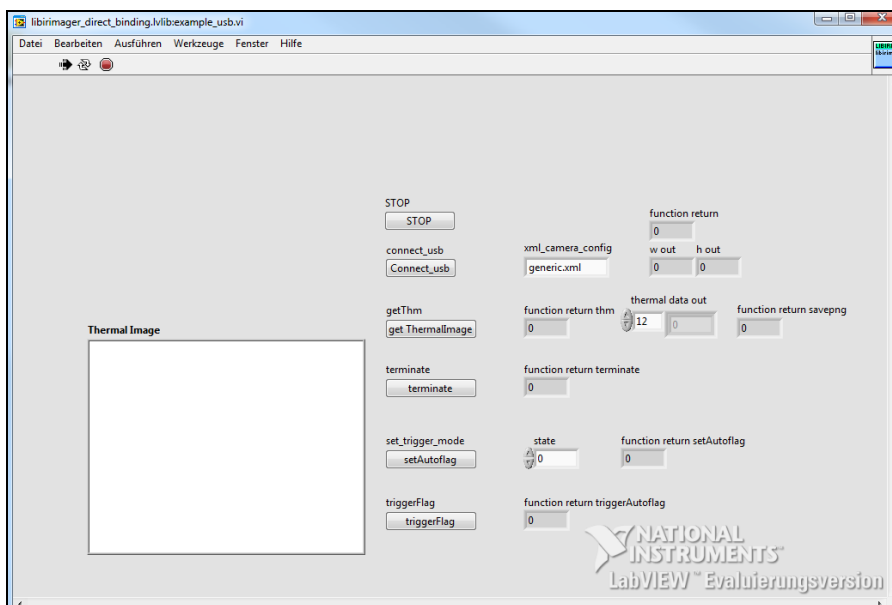 libirimager_direct_binding.lvlib:example_usb.vi
Datei Bearbeiten Ausführen Werkzeuge Fenster Hilfe
STOP
STOP
function return
0
connect_usb
Connect_usb
xml_camera_config
generic.xml
w out h out
0 0
getThm
get ThermalImage
function return thm
0
thermal data out
12 0
function return savepng
0
Thermal Image
terminate
terminate
function return terminate
0
set_trigger_mode
setAutoflag
state
0
function return setAutoflag
0
triggerFlag
triggerFlag
function return triggerAutoflag
0
NATIONAL
INSTRUMENTS™
LabVIEW™ Evaluierungsversion